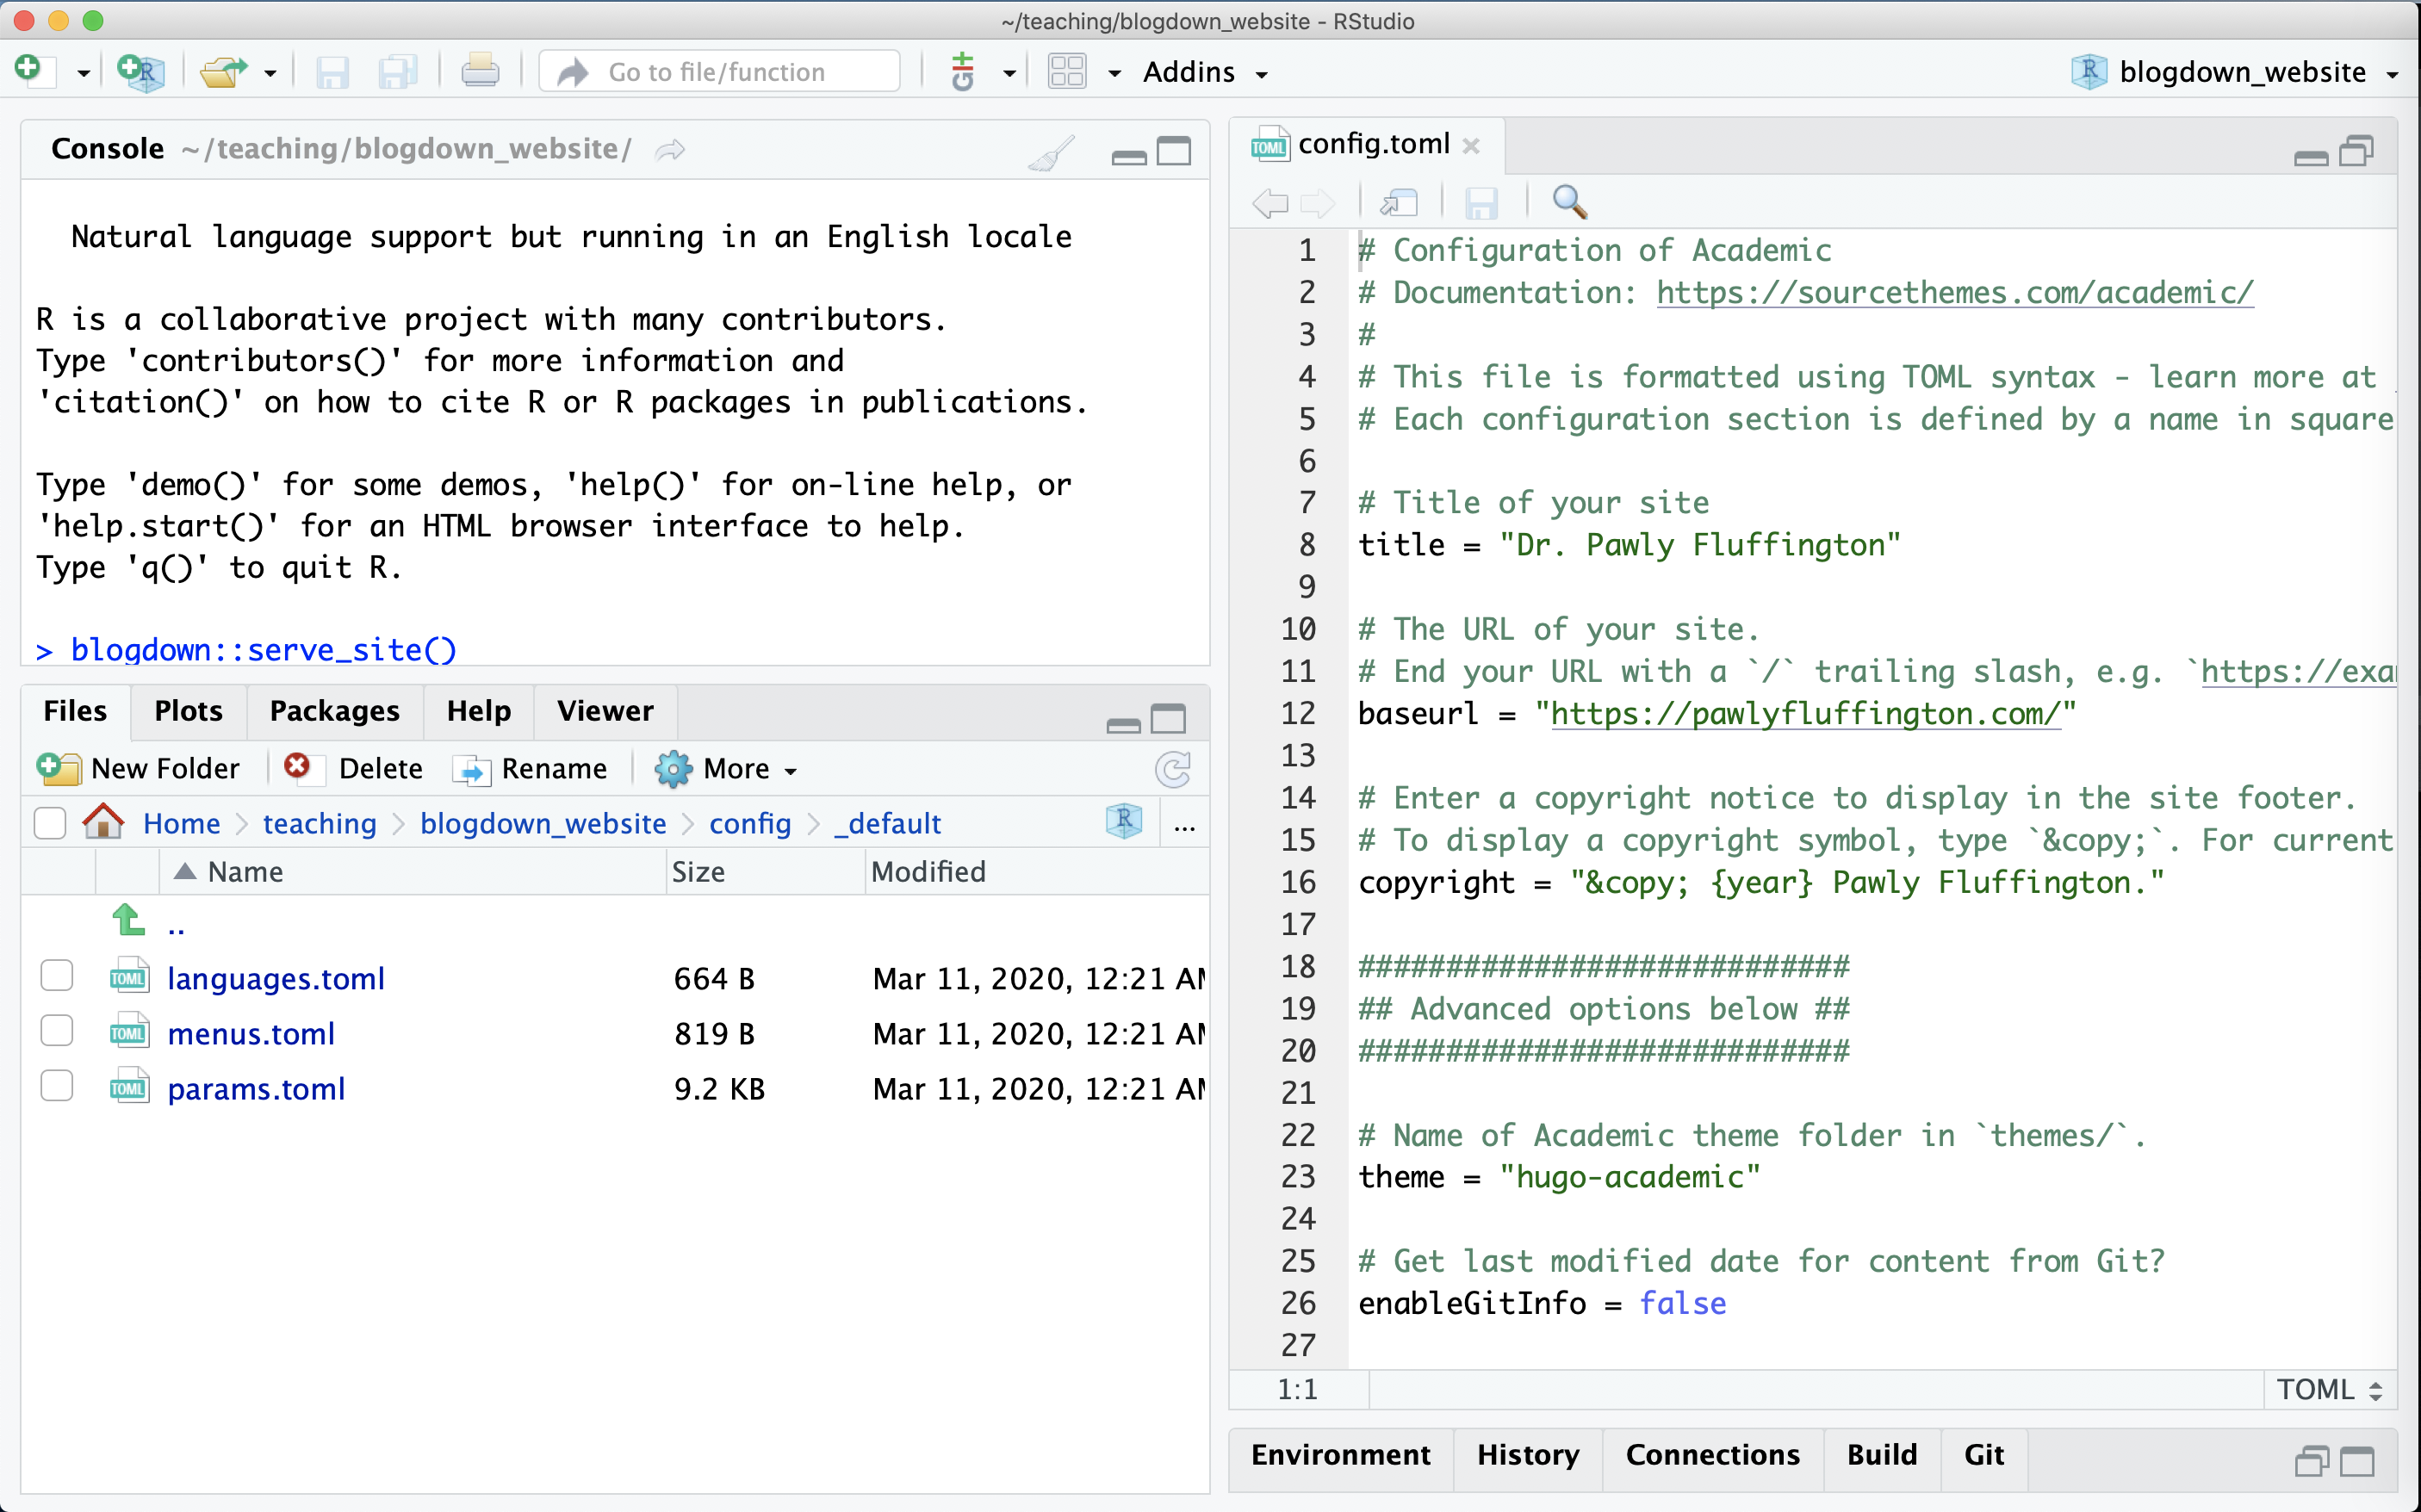 ~/teaching/blogdown_website - RStudio
Go to file/function
Addins
blogdown_website
Console ~/teaching/blogdown_website/
Natural language support but running in an English locale
R is a collaborative project with many contributors.
Type 'contributors()' for more information and
'citation()' on how to cite R or R packages in publications.
Type 'demo()' for some demos, 'help()' for on-line help, or
'help.start()' for an HTML browser interface to help.
Type 'q()' to quit R.
> blogdown::serve_site()
Files Plots Packages Help Viewer
New Folder Delete Rename More
Home teaching blogdown_website config _default ...
Name Size Modified
..
TOML languages.toml 664 B Mar 11, 2020, 12:21 AM
TOML menus.toml 819 B Mar 11, 2020, 12:21 AM
TOML params.toml 9.2 KB Mar 11, 2020, 12:21 AM
TOML config.toml
1 # Configuration of Academic
2 # Documentation: https://sourcethemes.com/academic/
3 #
4 # This file is formatted using TOML syntax - learn more at
5 # Each configuration section is defined by a name in square
6
7 # Title of your site
8 title = "Dr. Pawly Fluffington"
9
10 # The URL of your site.
11 # End your URL with a `/` trailing slash, e.g. `https://exa
12 baseurl = "https://pawlyfluffington.com/"
13
14 # Enter a copyright notice to display in the site footer.
15 # To display a copyright symbol, type `&copy;`. For current
16 copyright = "&copy; {year} Pawly Fluffington."
17
18 ############################
19 ## Advanced options below ##
20 ############################
21
22 # Name of Academic theme folder in `themes/`.
23 theme = "hugo-academic"
24
25 # Get last modified date for content from Git?
26 enableGitInfo = false
27
1:1 TOML
Environment History Connections Build Git